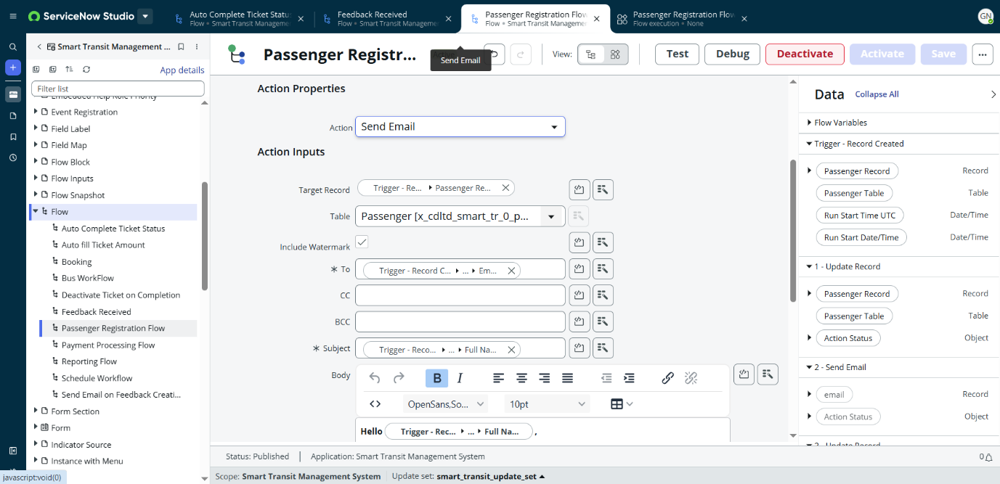 ServiceNow Studio
Auto Complete Ticket Status
Flow • Smart Transit Manageme
Feedback Received
Flow • Smart Transit Manageme
Passenger Registration Flow
Flow • Smart Transit Manageme
Passenger Registration Flow
Flow execution • None
GN
Smart Transit Management ...
App details
Filter list
Embedded Help Role Priority
Event Registration
Field Label
Field Map
Flow Block
Flow Inputs
Flow Snapshot
Flow
Auto Complete Ticket Status
Auto fill Ticket Amount
Booking
Bus WorkFlow
Deactivate Ticket on Completion
Feedback Received
Passenger Registration Flow
Payment Processing Flow
Reporting Flow
Schedule Workflow
Send Email on Feedback Creati...
Form Section
Form
Indicator Source
Instance with Menu
javascript:void(0)
Passenger Registr...
Send Email
View:
Test
Debug
Deactivate
Activate
Save
Action Properties
Action
Send Email
Action Inputs
Target Record
Trigger - Re... Passenger Re...
Table
Passenger [x_cdltd_smart_tr_0_p...
Include Watermark
* To
Trigger - Record C... ... Em...
CC
BCC
* Subject
Trigger - Reco... ... Full Na...
Body
B I
OpenSans,So...
10pt
Hello Trigger - Rec... ... Full Na... ,
Data
Collapse All
Flow Variables
Trigger - Record Created
Passenger Record Record
Passenger Table Table
Run Start Time UTC Date/Time
Run Start Date/Time Date/Time
1 - Update Record
Passenger Record Record
Passenger Table Table
Action Status Object
2 - Send Email
email Record
Action Status Object
3 - Update Record
Status: Published
Application: Smart Transit Management System
0
Scope: Smart Transit Management System
Update set: smart_transit_update_set